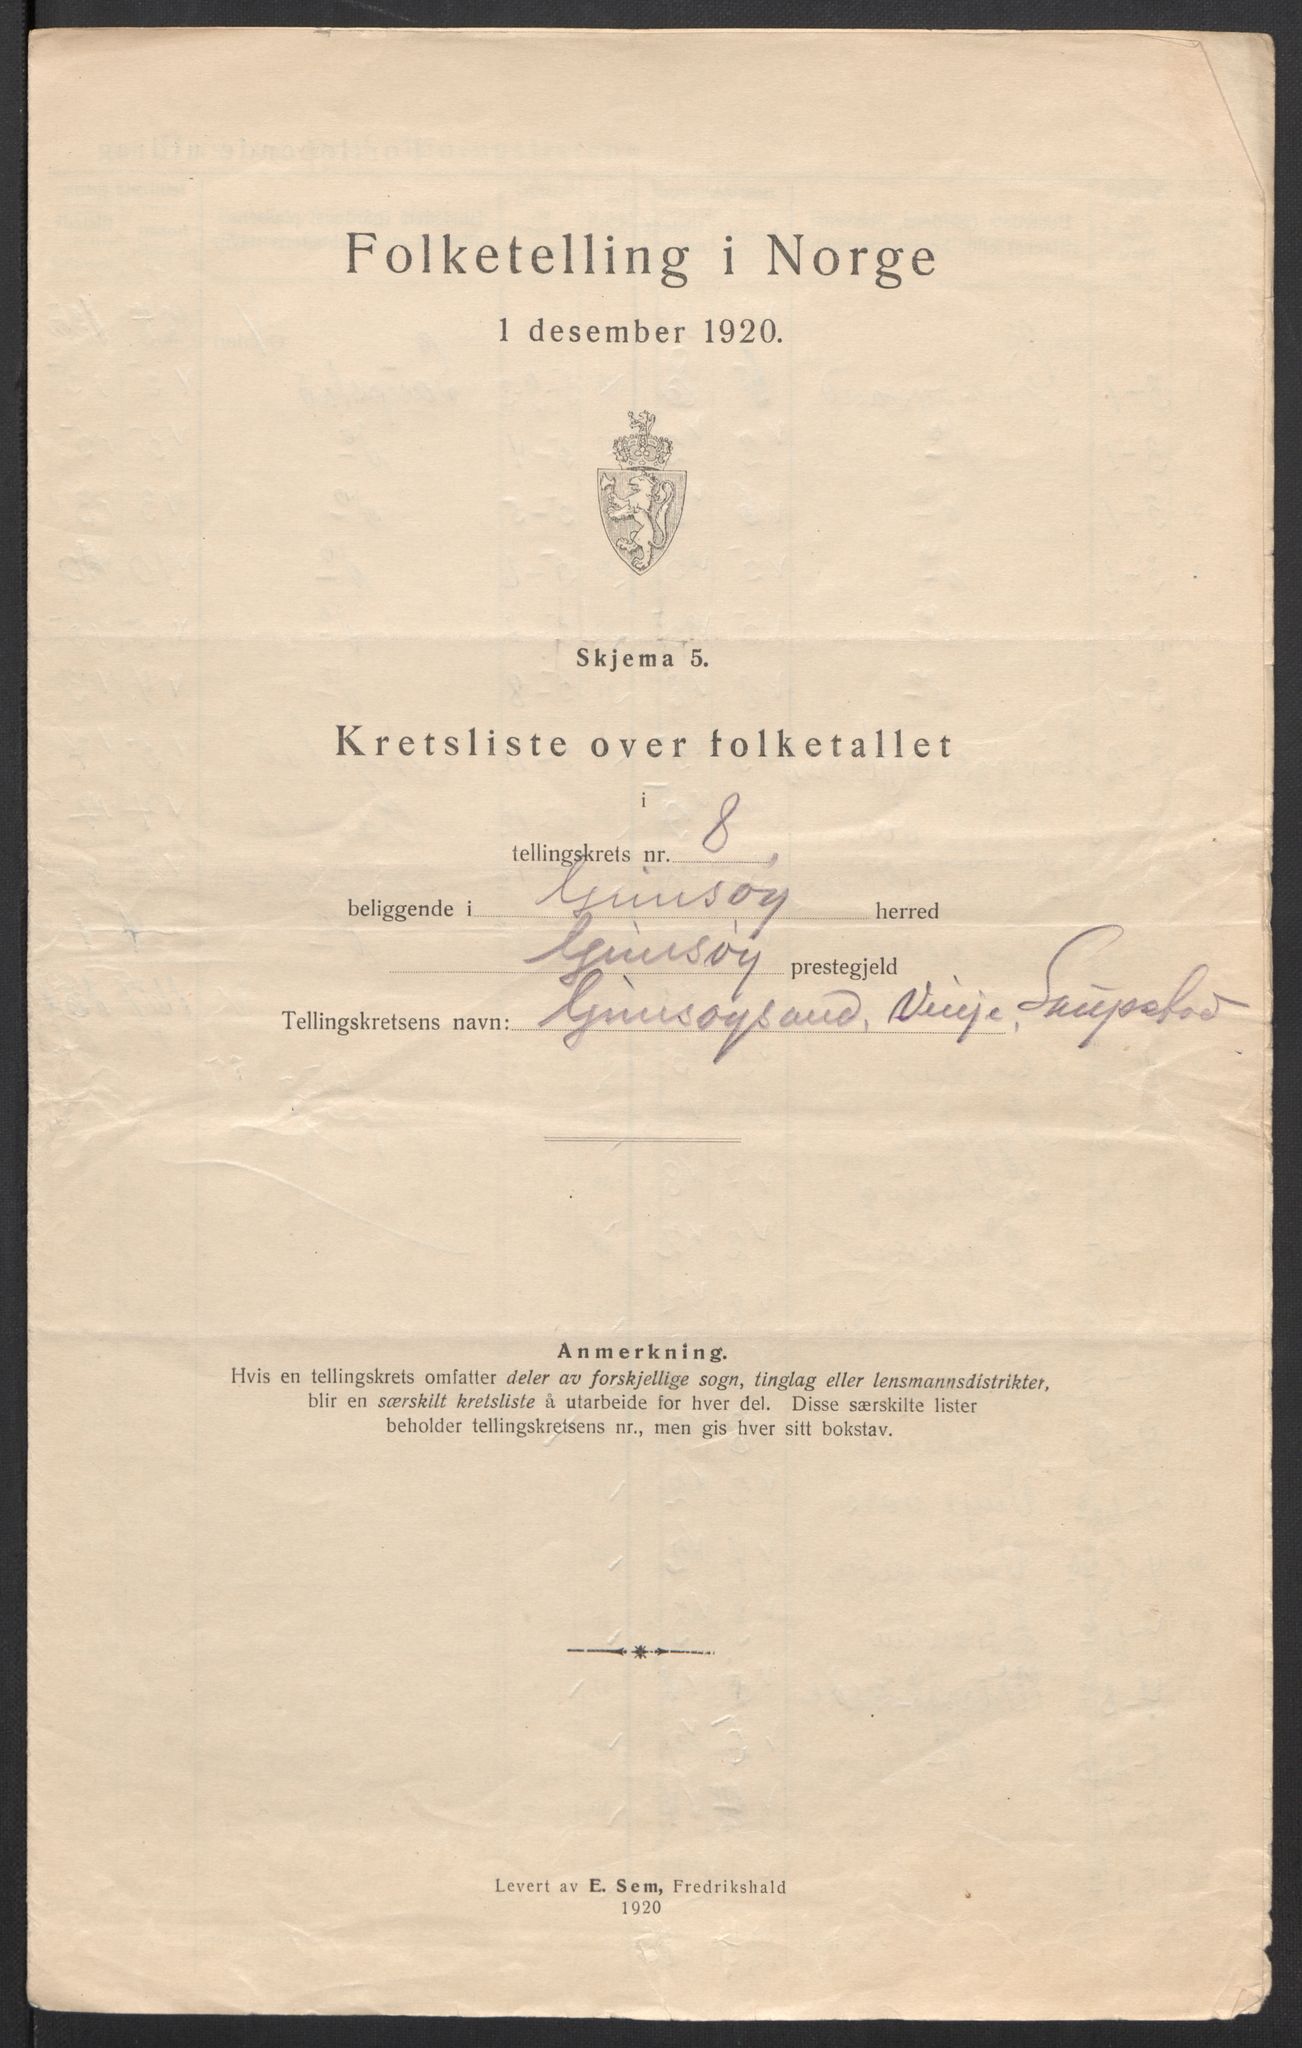 Folketelling i Norge
1 desember 1920.
Skjema 5.
Kretsliste over folketallet
i
tellingskrets nr. 8,
beliggende i Gimsøy herred
Gimsøy prestegjeld
Tellingskretsens navn: Gimsøysand, Vinje, Saupstad
Anmerkning.
Hvis en tellingskrets omfatter deler av forskjellige sogn, tinglag eller lensmannsdistrikter,
blir en særskilt kretsliste å utarbeide for hver del. Disse særskilte lister
beholder tellingskretsens nr., men gis hver sitt bokstav.
Levert av E. Sem, Fredrikshald
1920